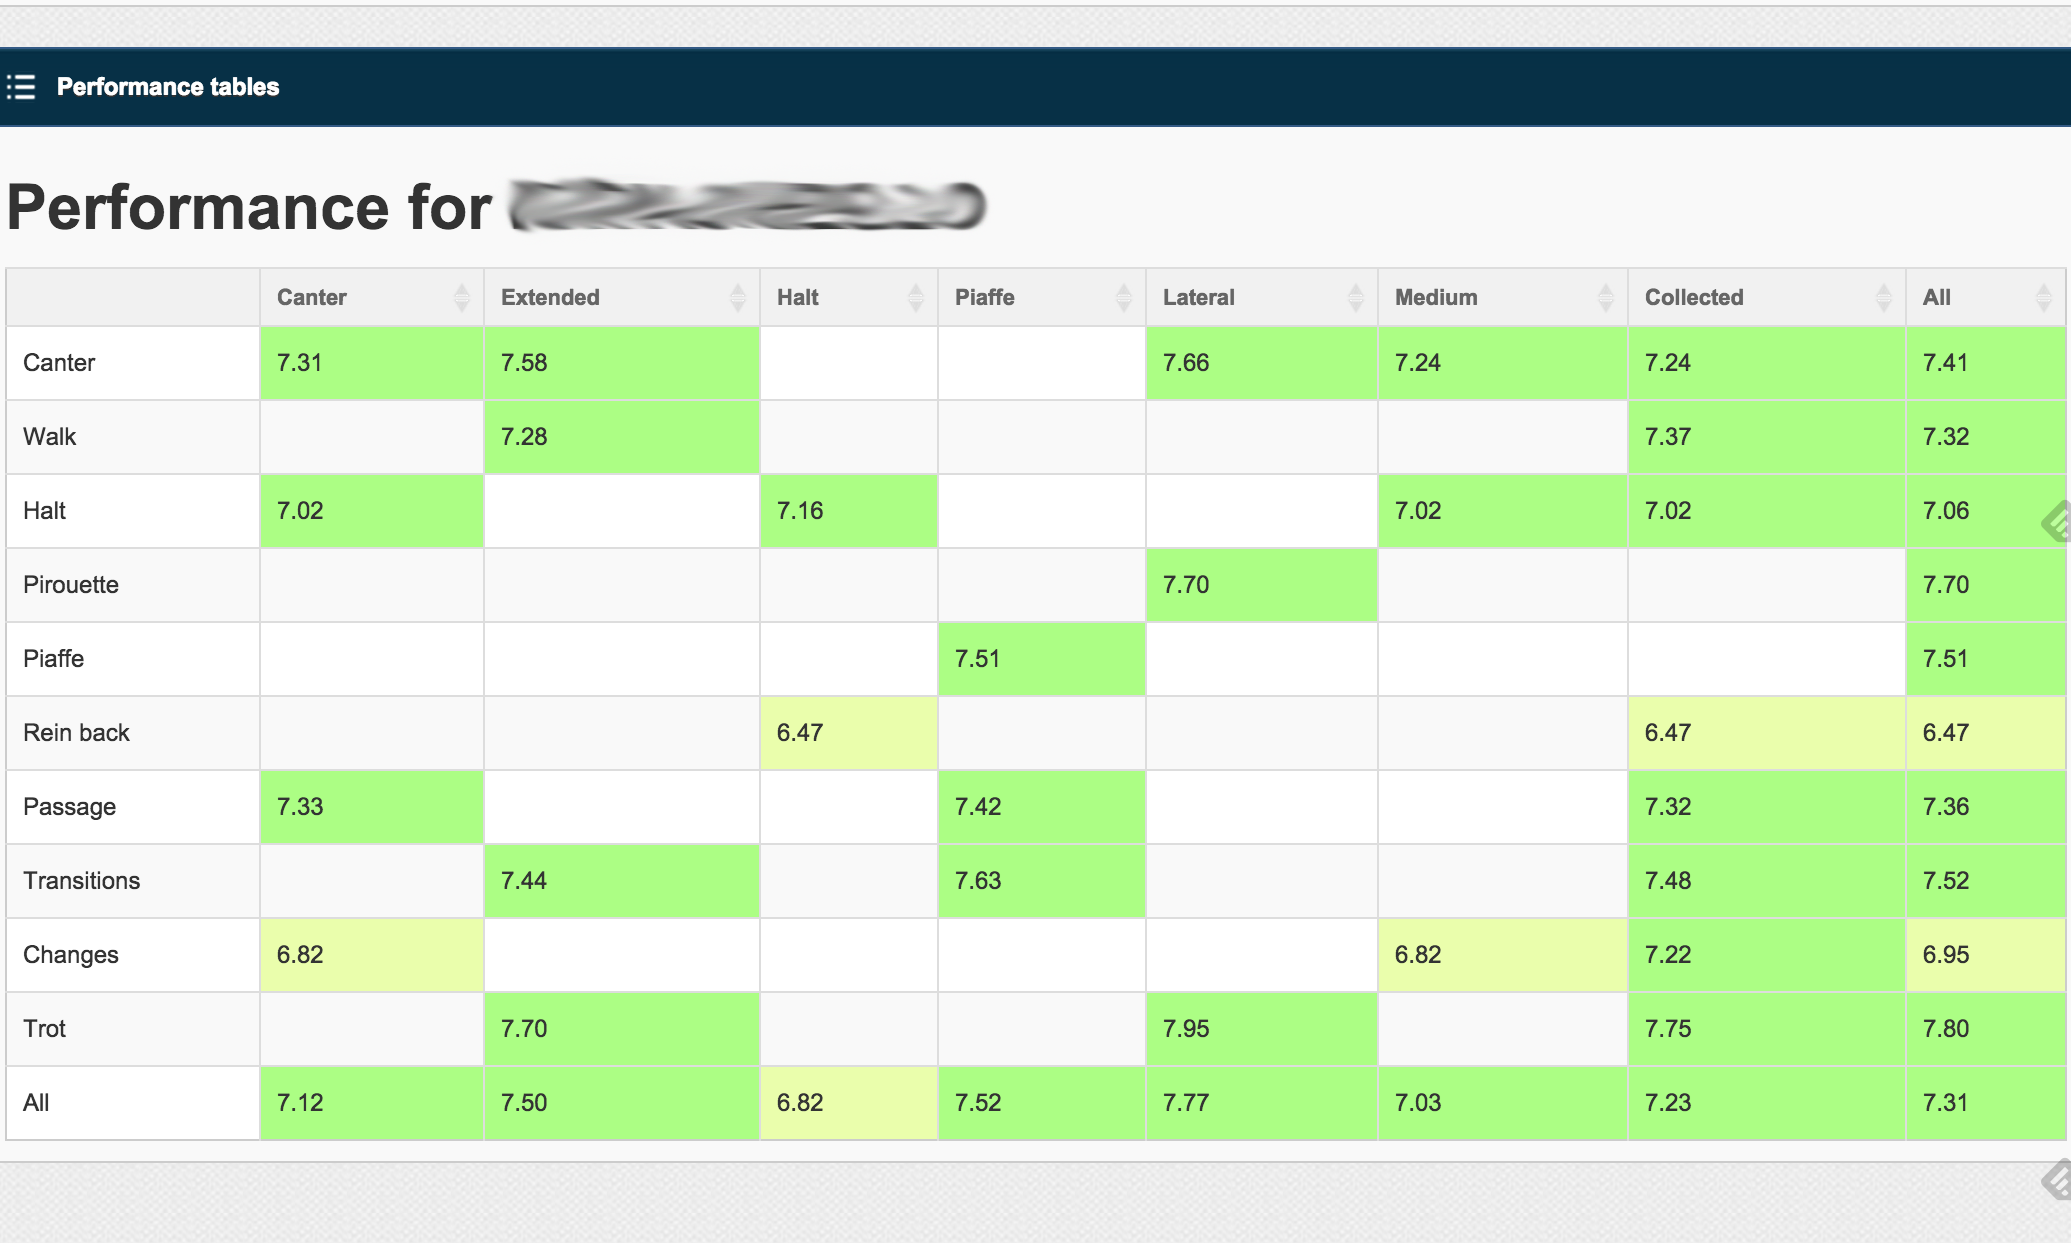 Performance tables
Performance for
Canter Extended Halt Piaffe Lateral Medium Collected All
Canter 7.31 7.58 7.66 7.24 7.24 7.41
Walk 7.28 7.37 7.32
Halt 7.02 7.16 7.02 7.02 7.06
Pirouette 7.70 7.70
Piaffe 7.51 7.51
Rein back 6.47 6.47 6.47
Passage 7.33 7.42 7.32 7.36
Transitions 7.44 7.63 7.48 7.52
Changes 6.82 6.82 7.22 6.95
Trot 7.70 7.95 7.75 7.80
All 7.12 7.50 6.82 7.52 7.77 7.03 7.23 7.31